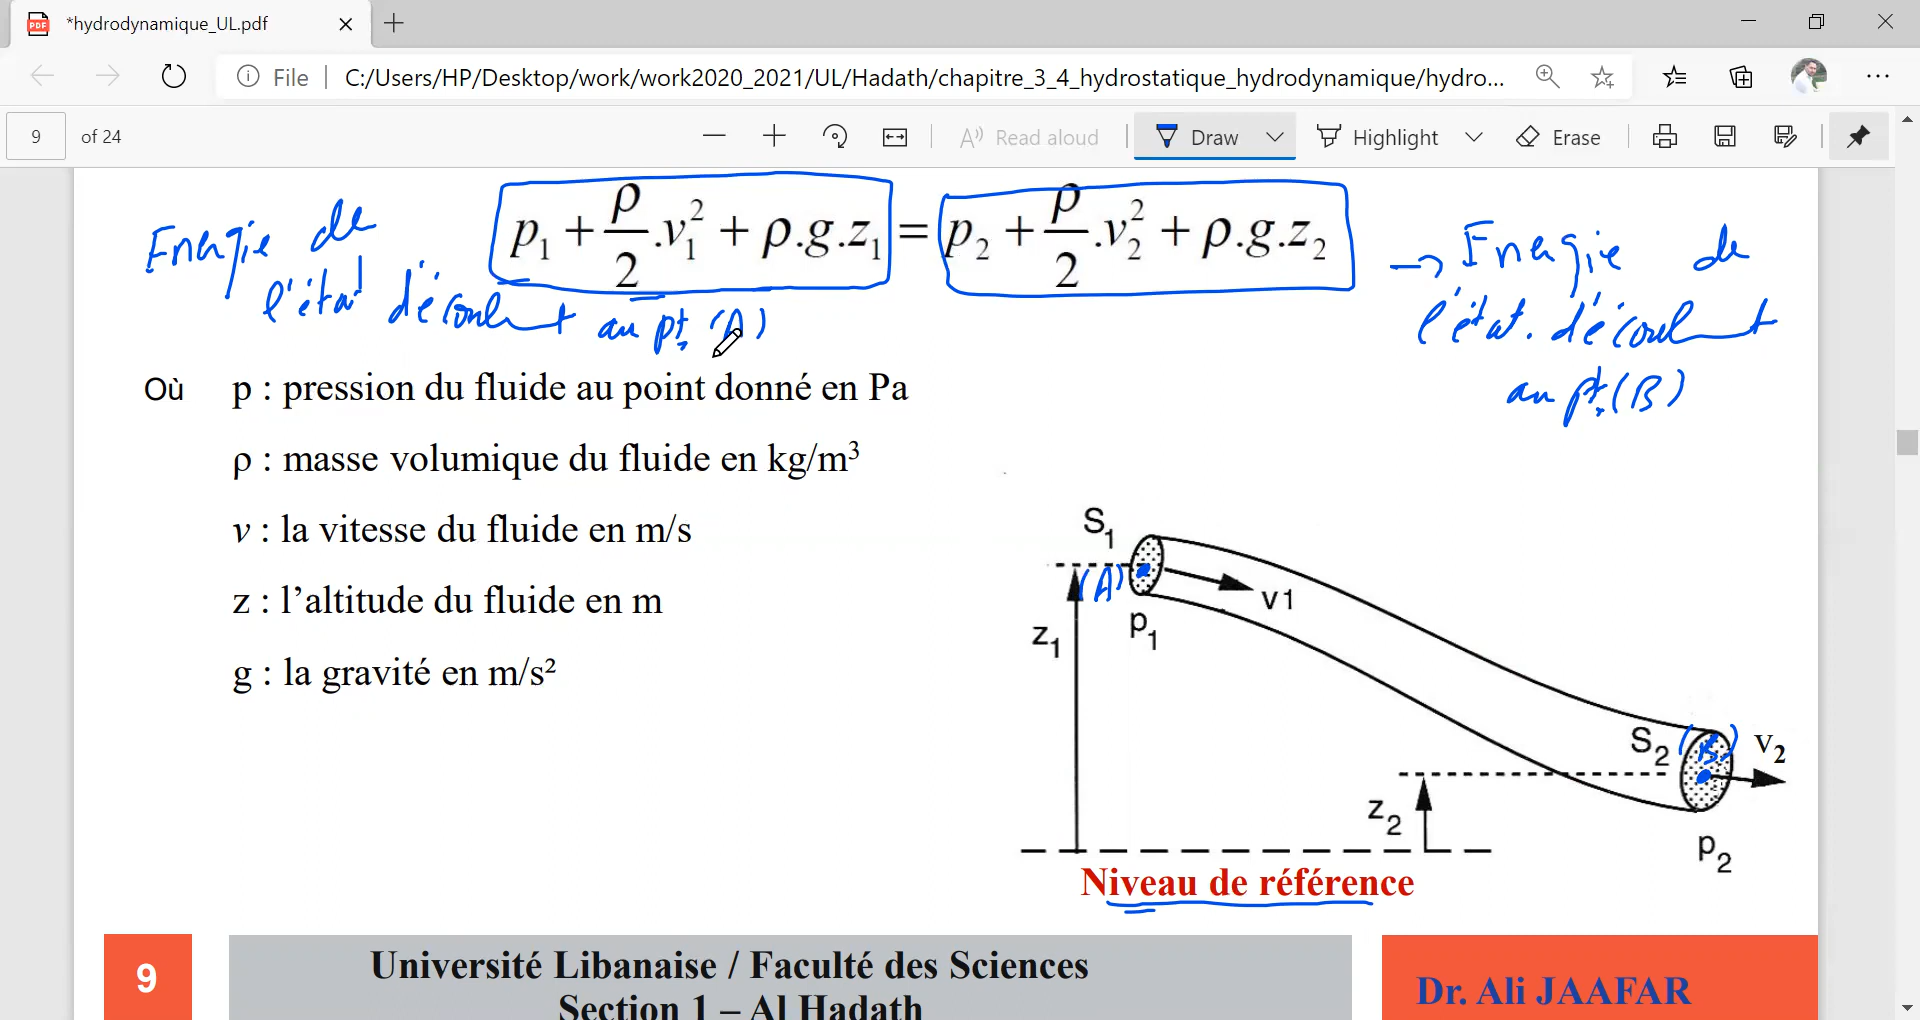 *hydrodynamique_UL.pdf
File | C:/Users/HP/Desktop/work/work2020_2021/UL/Hadath/chapitre_3_4_hydrostatique_hydrodynamique/hydro...
9 of 24
Read aloud
Draw
Highlight
Erase
p₁ + ρ/2 .v₁² + ρ.g.z₁ = p₂ + ρ/2 .v₂² + ρ.g.z₂
Energie de
l'état d'écoulement au pt (A)
→ Energie de
l'état d'écoulement
au pt. (B)
Où p : pression du fluide au point donné en Pa
ρ : masse volumique du fluide en kg/m³
v : la vitesse du fluide en m/s
z : l’altitude du fluide en m
g : la gravité en m/s²
S₁
(A)
v1
z₁
p₁
S₂
(B)
v₂
z₂
p₂
Niveau de référence
9
Université Libanaise / Faculté des Sciences
Section 1 – Al Hadath
Dr. Ali JAAFAR